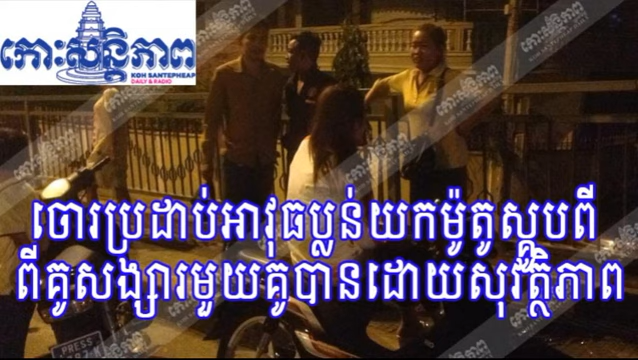 កោះសន្តិភាព
KOH SANTEPHEAP
DAILY & RADIO
ចោរប្រដាប់អាវុធប្លន់យកម៉ូតូស្គូបពី
ពីគូសង្សារមួយគូបានដោយសុវត្ថិភាព
PRESS